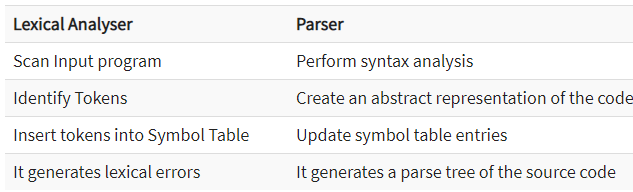 Lexical Analyser Parser
Scan Input program Perform syntax analysis
Identify Tokens Create an abstract representation of the code
Insert tokens into Symbol Table Update symbol table entries
It generates lexical errors It generates a parse tree of the source code